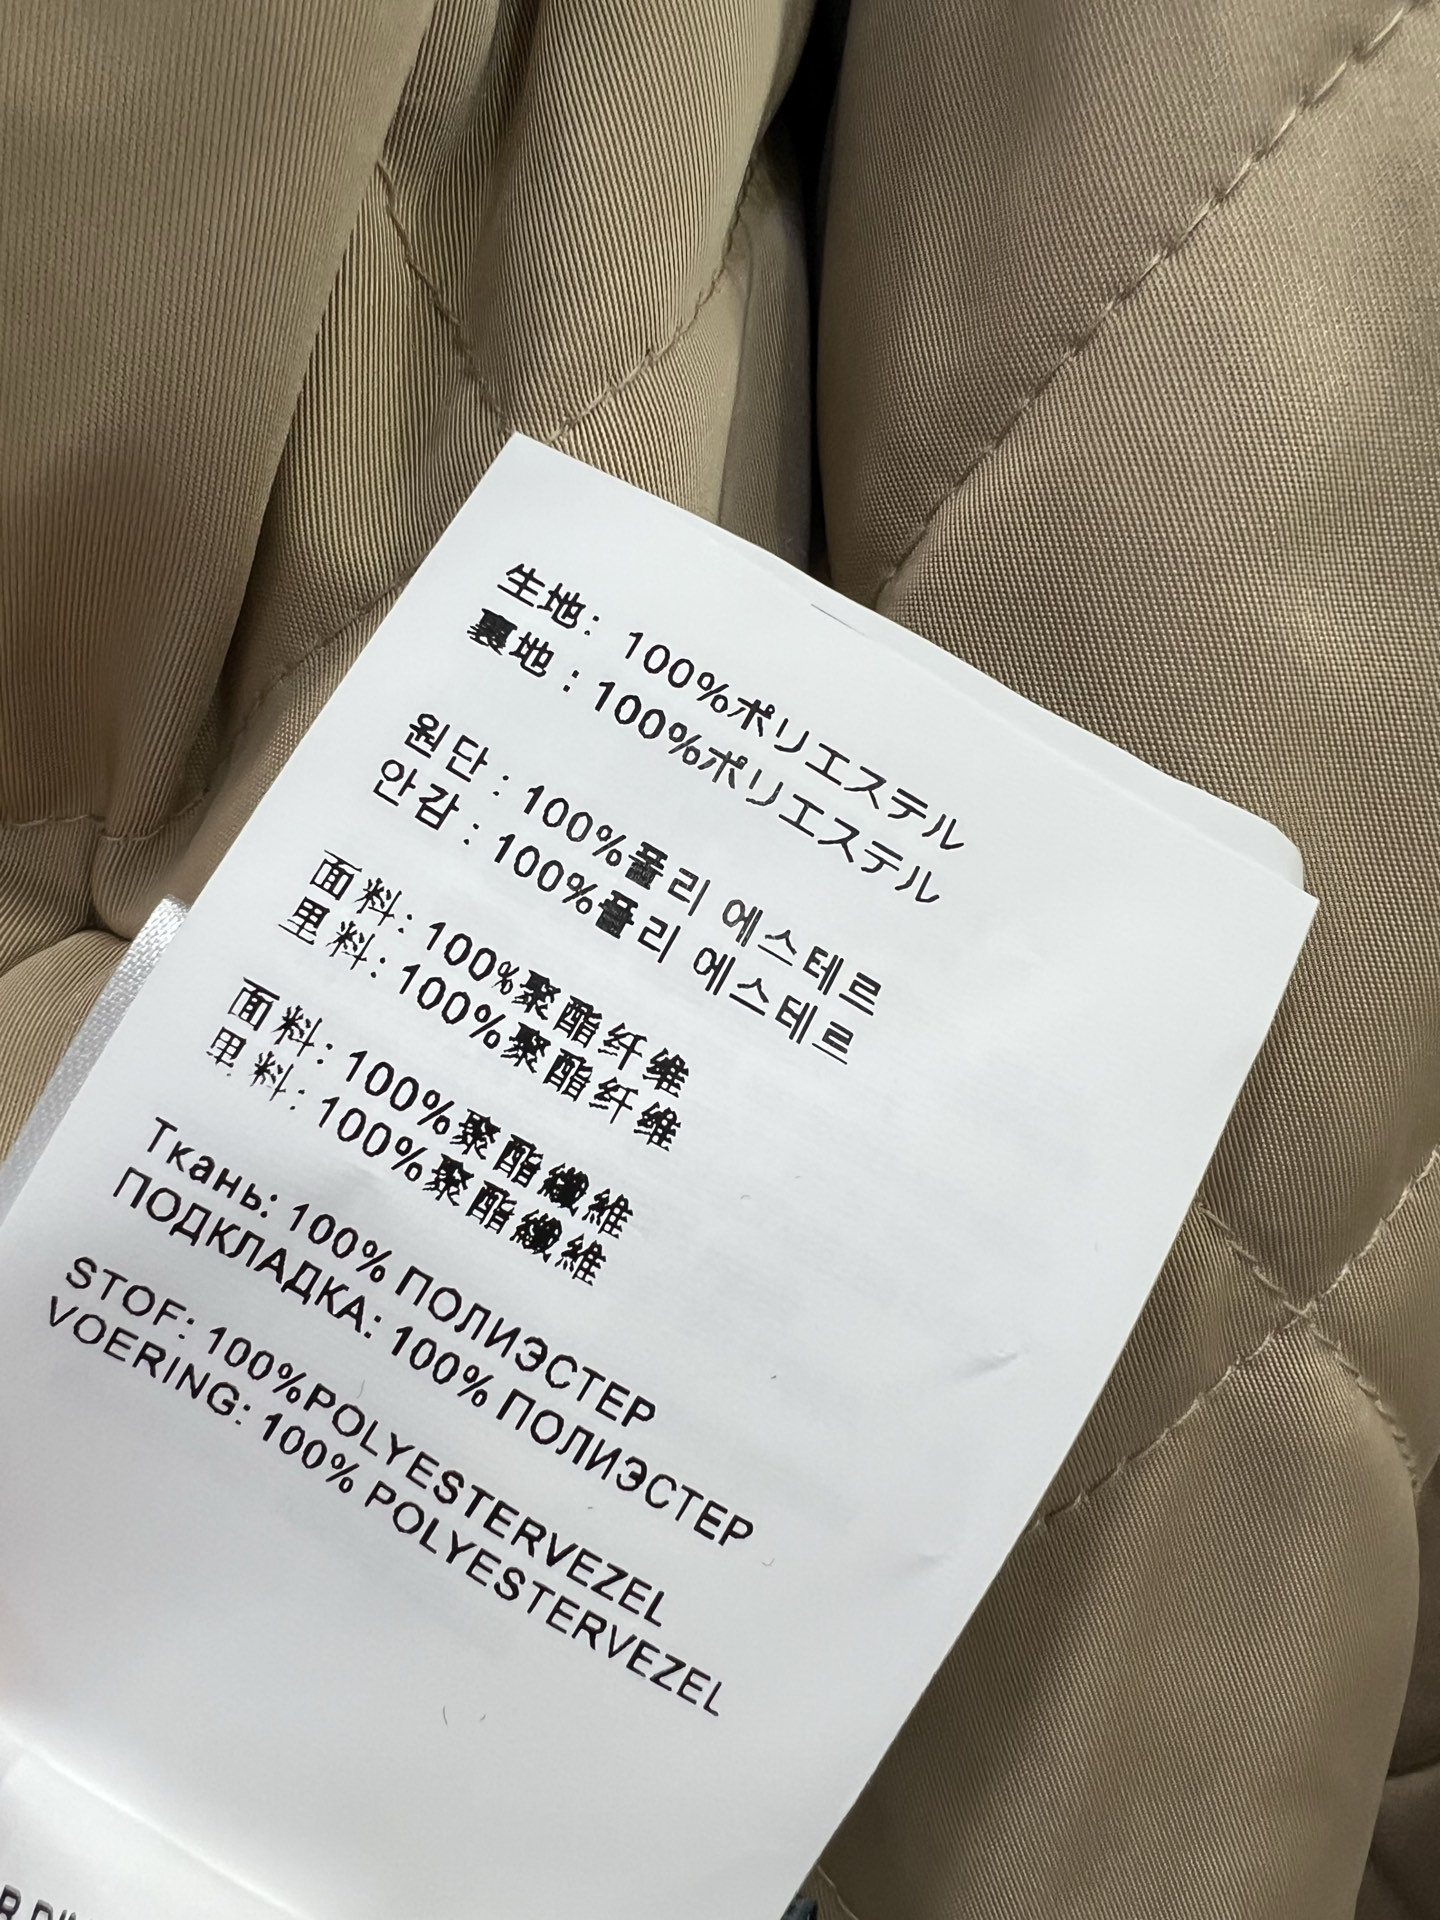 生地: 100%ポリエステル
裏地: 100%ポリエステル
원단: 100%폴리 에스테르
안감: 100%폴리 에스테르
面料: 100%聚酯纤维
里料: 100%聚酯纤维
面料: 100%聚酯纖維
里料: 100%聚酯纖維
Ткань: 100% ПОЛИЭСТЕР
ПОДКЛАДКА: 100% ПОЛИЭСТЕР
STOF: 100%POLYESTERVEZEL
VOERING: 100% POLYESTERVEZEL